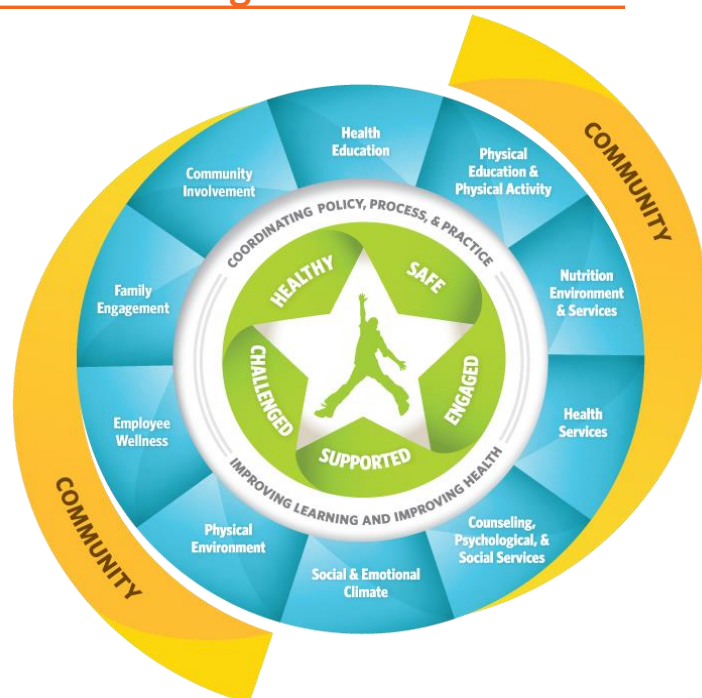 COMMUNITY
Health
Education
Physical
Education &
Physical Activity
Nutrition
Environment
& Services
Health
Services
Counseling,
Psychological, &
Social Services
Social & Emotional
Climate
Physical
Environment
Employee
Wellness
Family
Engagement
Community
Involvement
COORDINATING POLICY, PROCESS, & PRACTICE
IMPROVING LEARNING AND IMPROVING HEALTH
HEALTHY
SAFE
ENGAGED
SUPPORTED
CHALLENGED
COMMUNITY